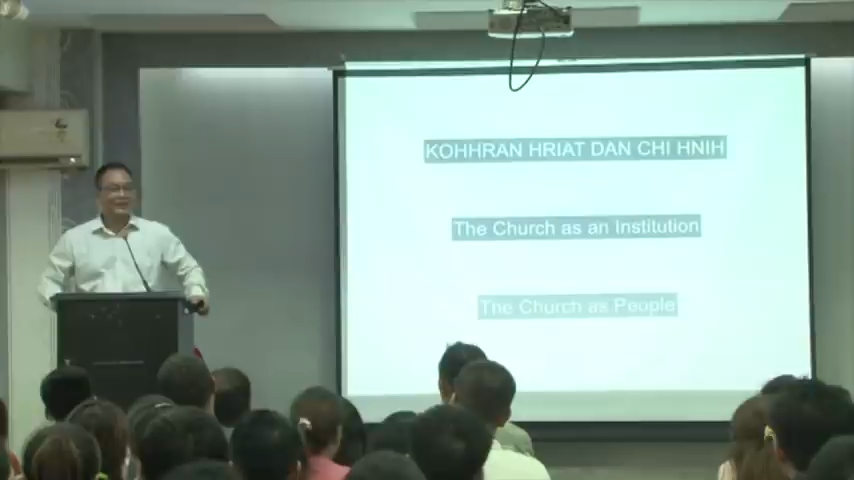 KOHHRAN HRIAT DAN CHI HNIH
The Church as an Institution
The Church as People